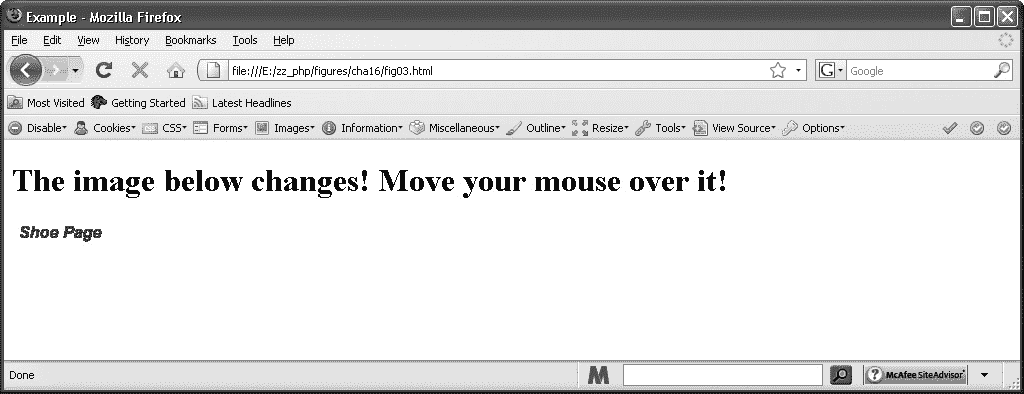 Example - Mozilla Firefox
File Edit View History Bookmarks Tools Help
file:///E:/zz_php/figures/cha16/fig03.html G Google
Most Visited Getting Started Latest Headlines
Disable Cookies CSS Forms Images Information Miscellaneous Outline Resize Tools View Source Options
The image below changes! Move your mouse over it!
Shoe Page
Done M McAfee SiteAdvisor